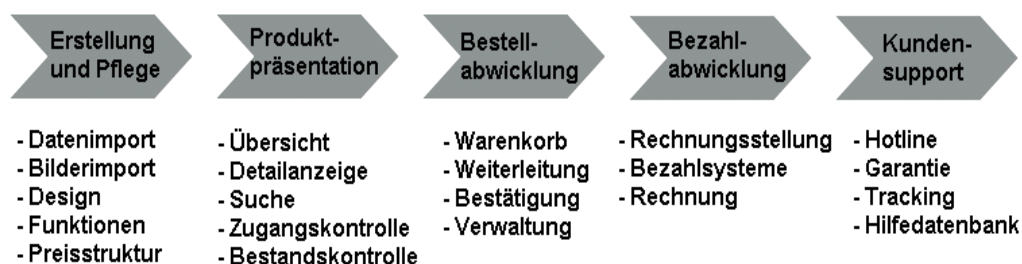 Erstellung
und Pflege
Produkt-
präsentation
Bestell-
abwicklung
Bezahl-
abwicklung
Kunden-
support
- Datenimport
- Bilderimport
- Design
- Funktionen
- Preisstruktur
- Übersicht
- Detailanzeige
- Suche
- Zugangskontrolle
- Bestandskontrolle
- Warenkorb
- Weiterleitung
- Bestätigung
- Verwaltung
- Rechnungsstellung
- Bezahlsysteme
- Rechnung
- Hotline
- Garantie
- Tracking
- Hilfedatenbank